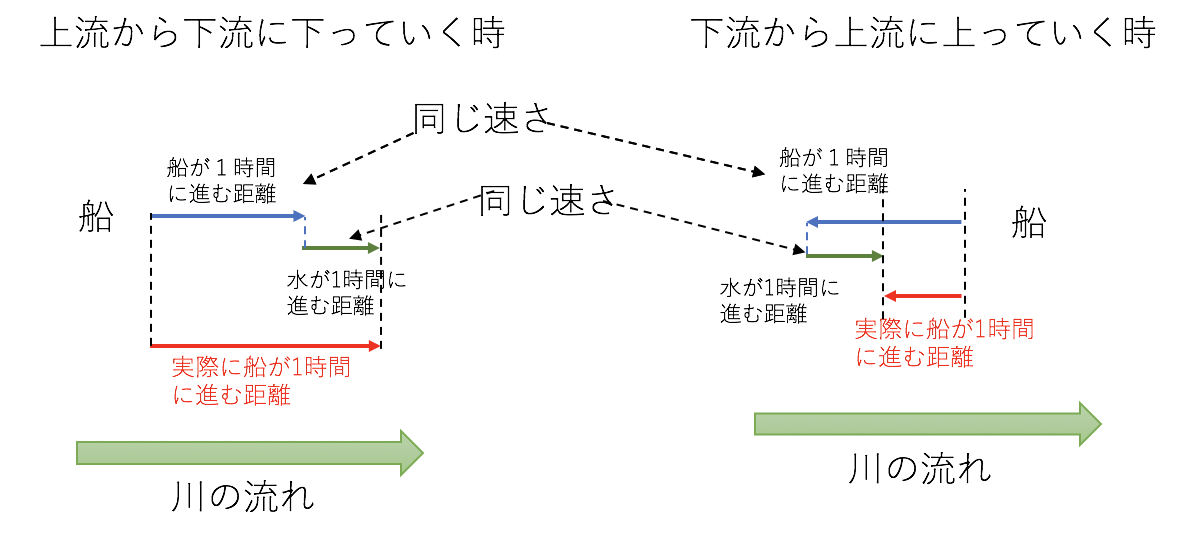 上流から下流に下っていく時
下流から上流に上っていく時
同じ速さ
船が１時間
に進む距離
船が１時間
に進む距離
同じ速さ
船
船
水が1時間に
進む距離
水が1時間に
進む距離
実際に船が1時間
に進む距離
実際に船が1時間
に進む距離
川の流れ
川の流れ